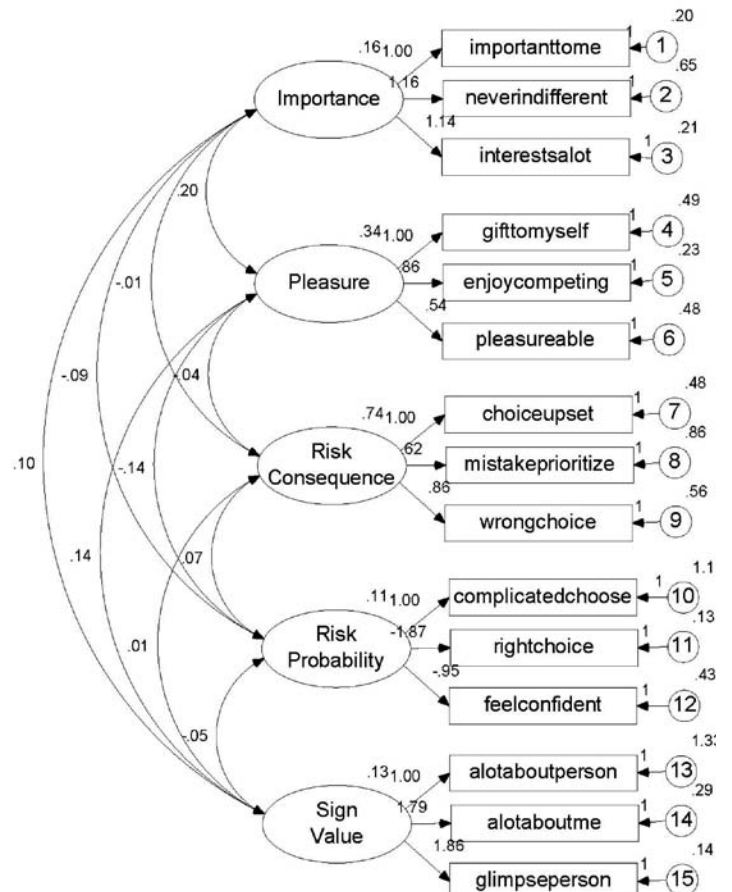 .20
.16 1.00 importanttome 1 1
.65
Importance 1.16 neverindifferent 1 2
.21
1.14 interestsalot 1 3
.20
.49
.34 1.00 gifttomyself 1 4
.23
-.01 Pleasure .86 enjoycompeting 1 5
.48
.54 pleasureable 1 6
-.09 -.04
.48
.74 1.00 choiceupset 1 7
.86
.10 -.14 Risk Consequence .62 mistakeprioritize 1 8
.56
.86 wrongchoice 1 9
.14 .07
1.1
.11 1.00 complicatedchoose 1 10
.13
.01 Risk Probability -1.87 rightchoice 1 11
.43
-.95 feelconfident 1 12
-.05
1.33
.13 1.00 alotaboutperson 1 13
.29
Sign Value 1.79 alotaboutme 1 14
.14
1.86 glimpseperson 1 15